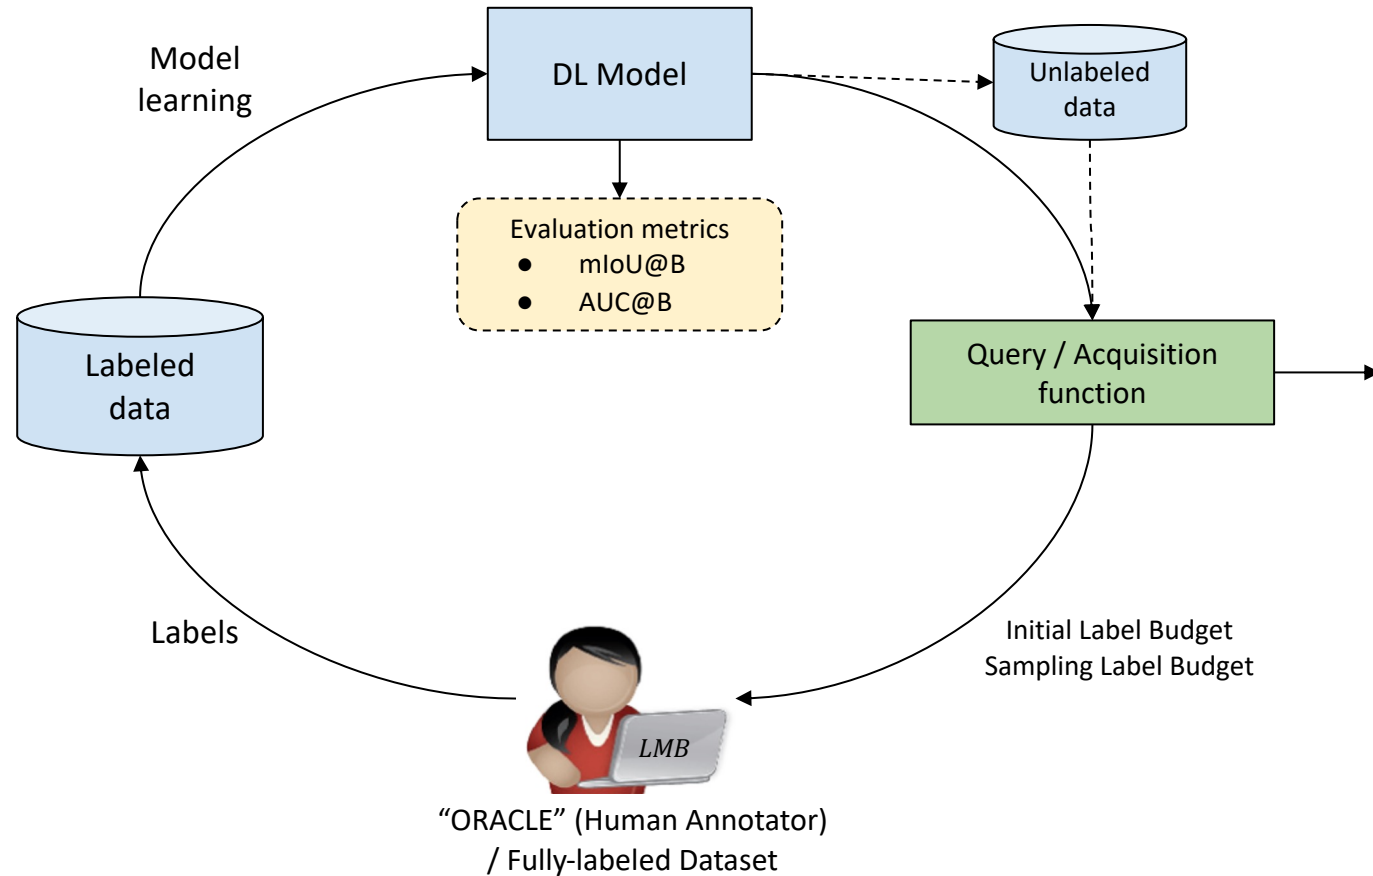 Model
learning
DL Model
Unlabeled
data
Evaluation metrics
● mIoU@B
● AUC@B
Labeled
data
Query / Acquisition
function
Labels
Initial Label Budget
Sampling Label Budget
LMB
“ORACLE” (Human Annotator)
/ Fully-labeled Dataset